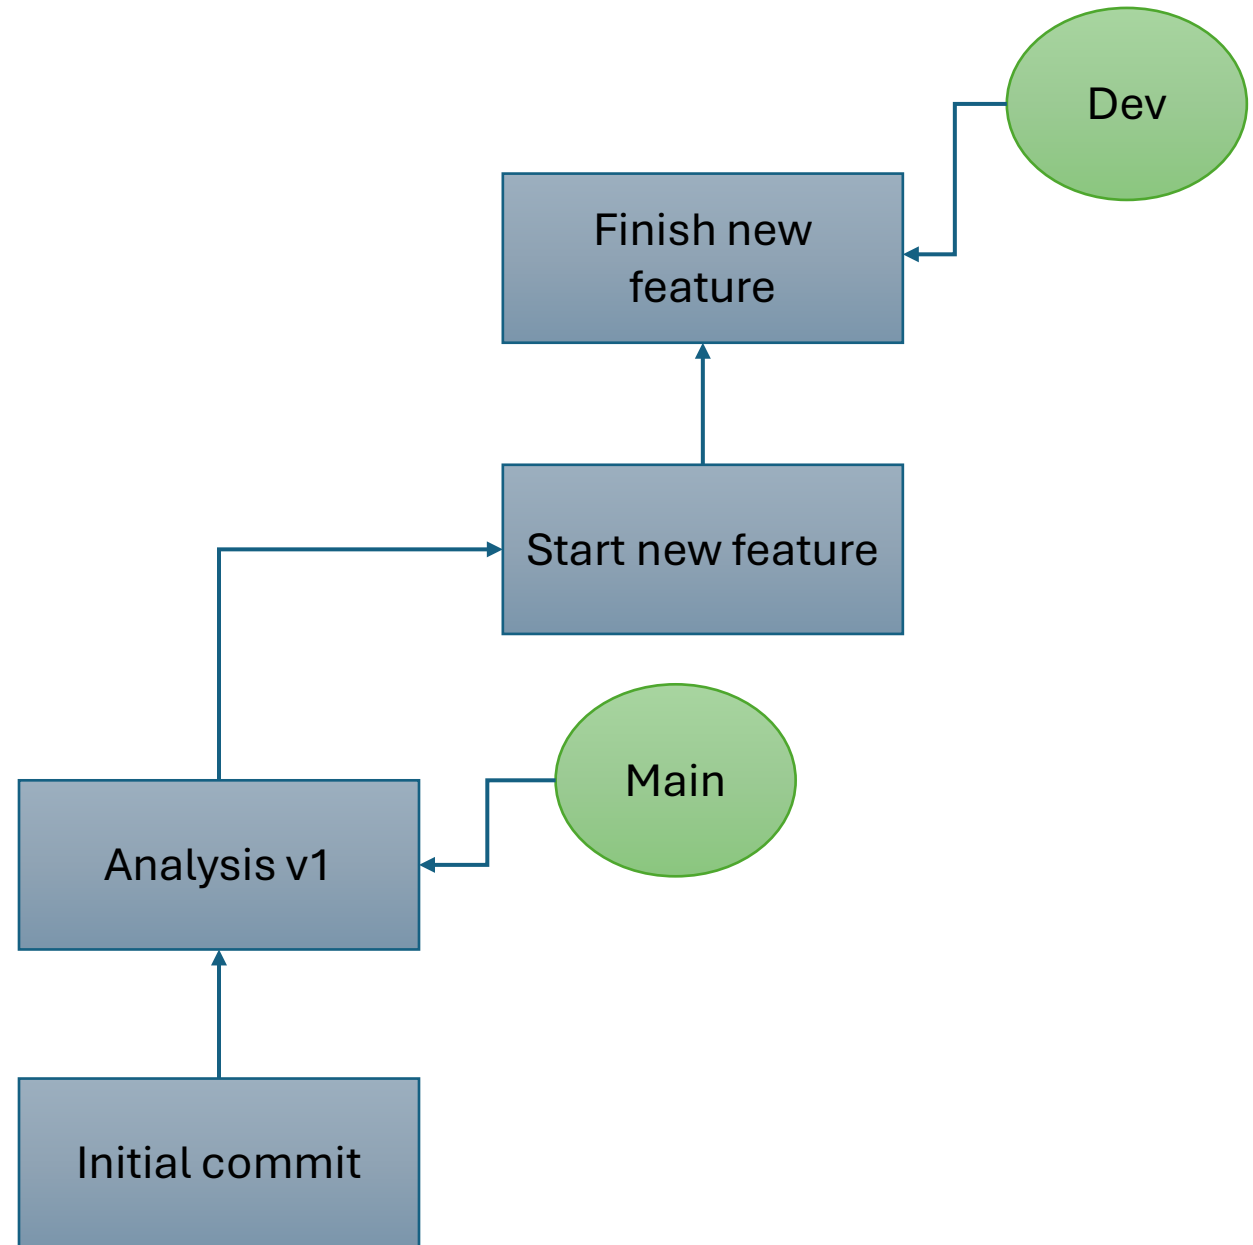 Dev
Finish new
feature
Start new feature
Main
Analysis v1
Initial commit